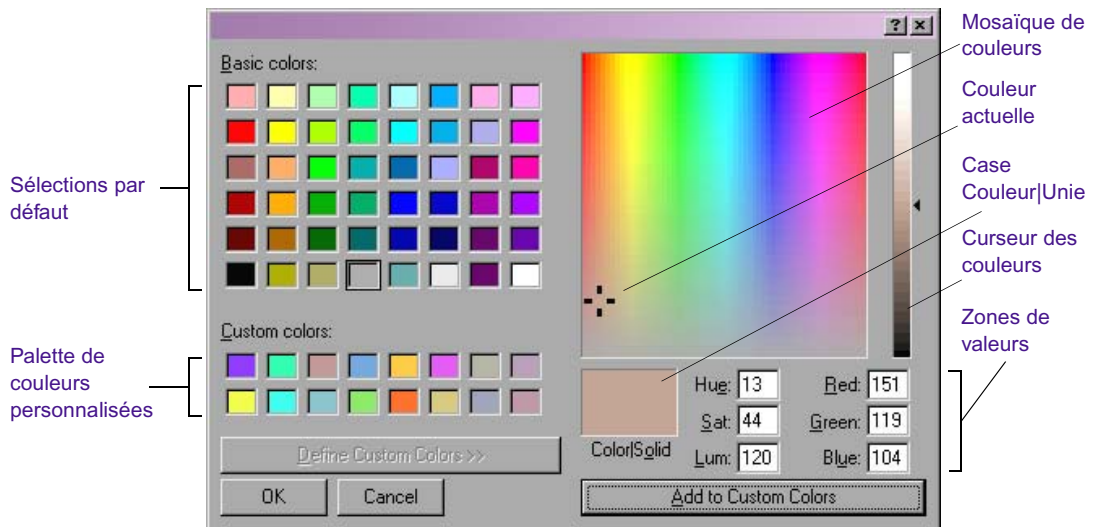 Sélections par
défaut
Palette de
couleurs
personnalisées
Basic colors:
Custom colors:
Define Custom Colors >>
OK
Cancel
? ×
Color|Solid
Hue: 13
Sat: 44
Lum: 120
Red: 151
Green: 119
Blue: 104
Add to Custom Colors
Mosaïque de
couleurs
Couleur
actuelle
Case
Couleur|Unie
Curseur des
couleurs
Zones de
valeurs